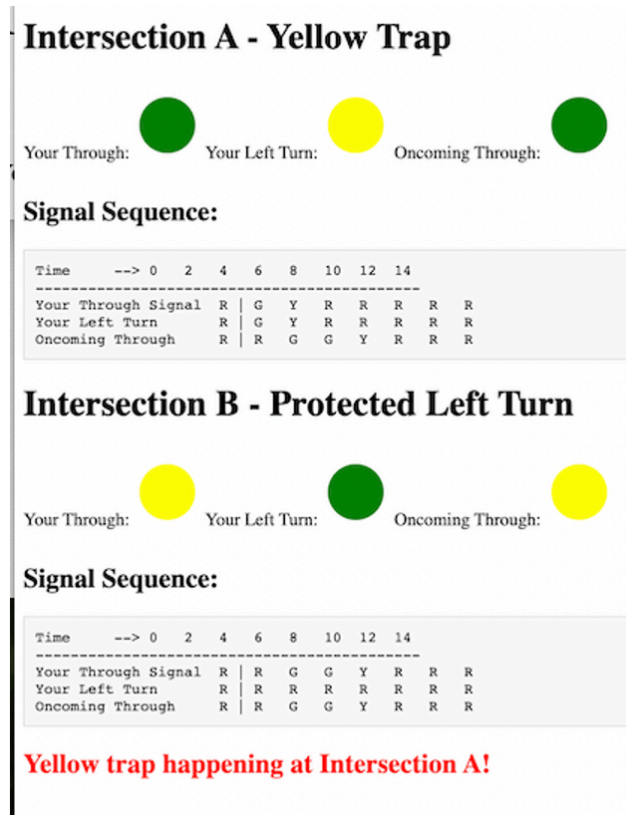 Intersection A - Yellow Trap
Your Through: Your Left Turn: Oncoming Through:
Signal Sequence:
Time --> 0 2 4 6 8 10 12 14
-------------------------------------------
Your Through Signal R | G Y R R R R R
Your Left Turn R | G Y R R R R R
Oncoming Through R | R G G Y R R R
Intersection B - Protected Left Turn
Your Through: Your Left Turn: Oncoming Through:
Signal Sequence:
Time --> 0 2 4 6 8 10 12 14
-------------------------------------------
Your Through Signal R | R G G Y R R R
Your Left Turn R | R R R R R R R
Oncoming Through R | R G G Y R R R
Yellow trap happening at Intersection A!